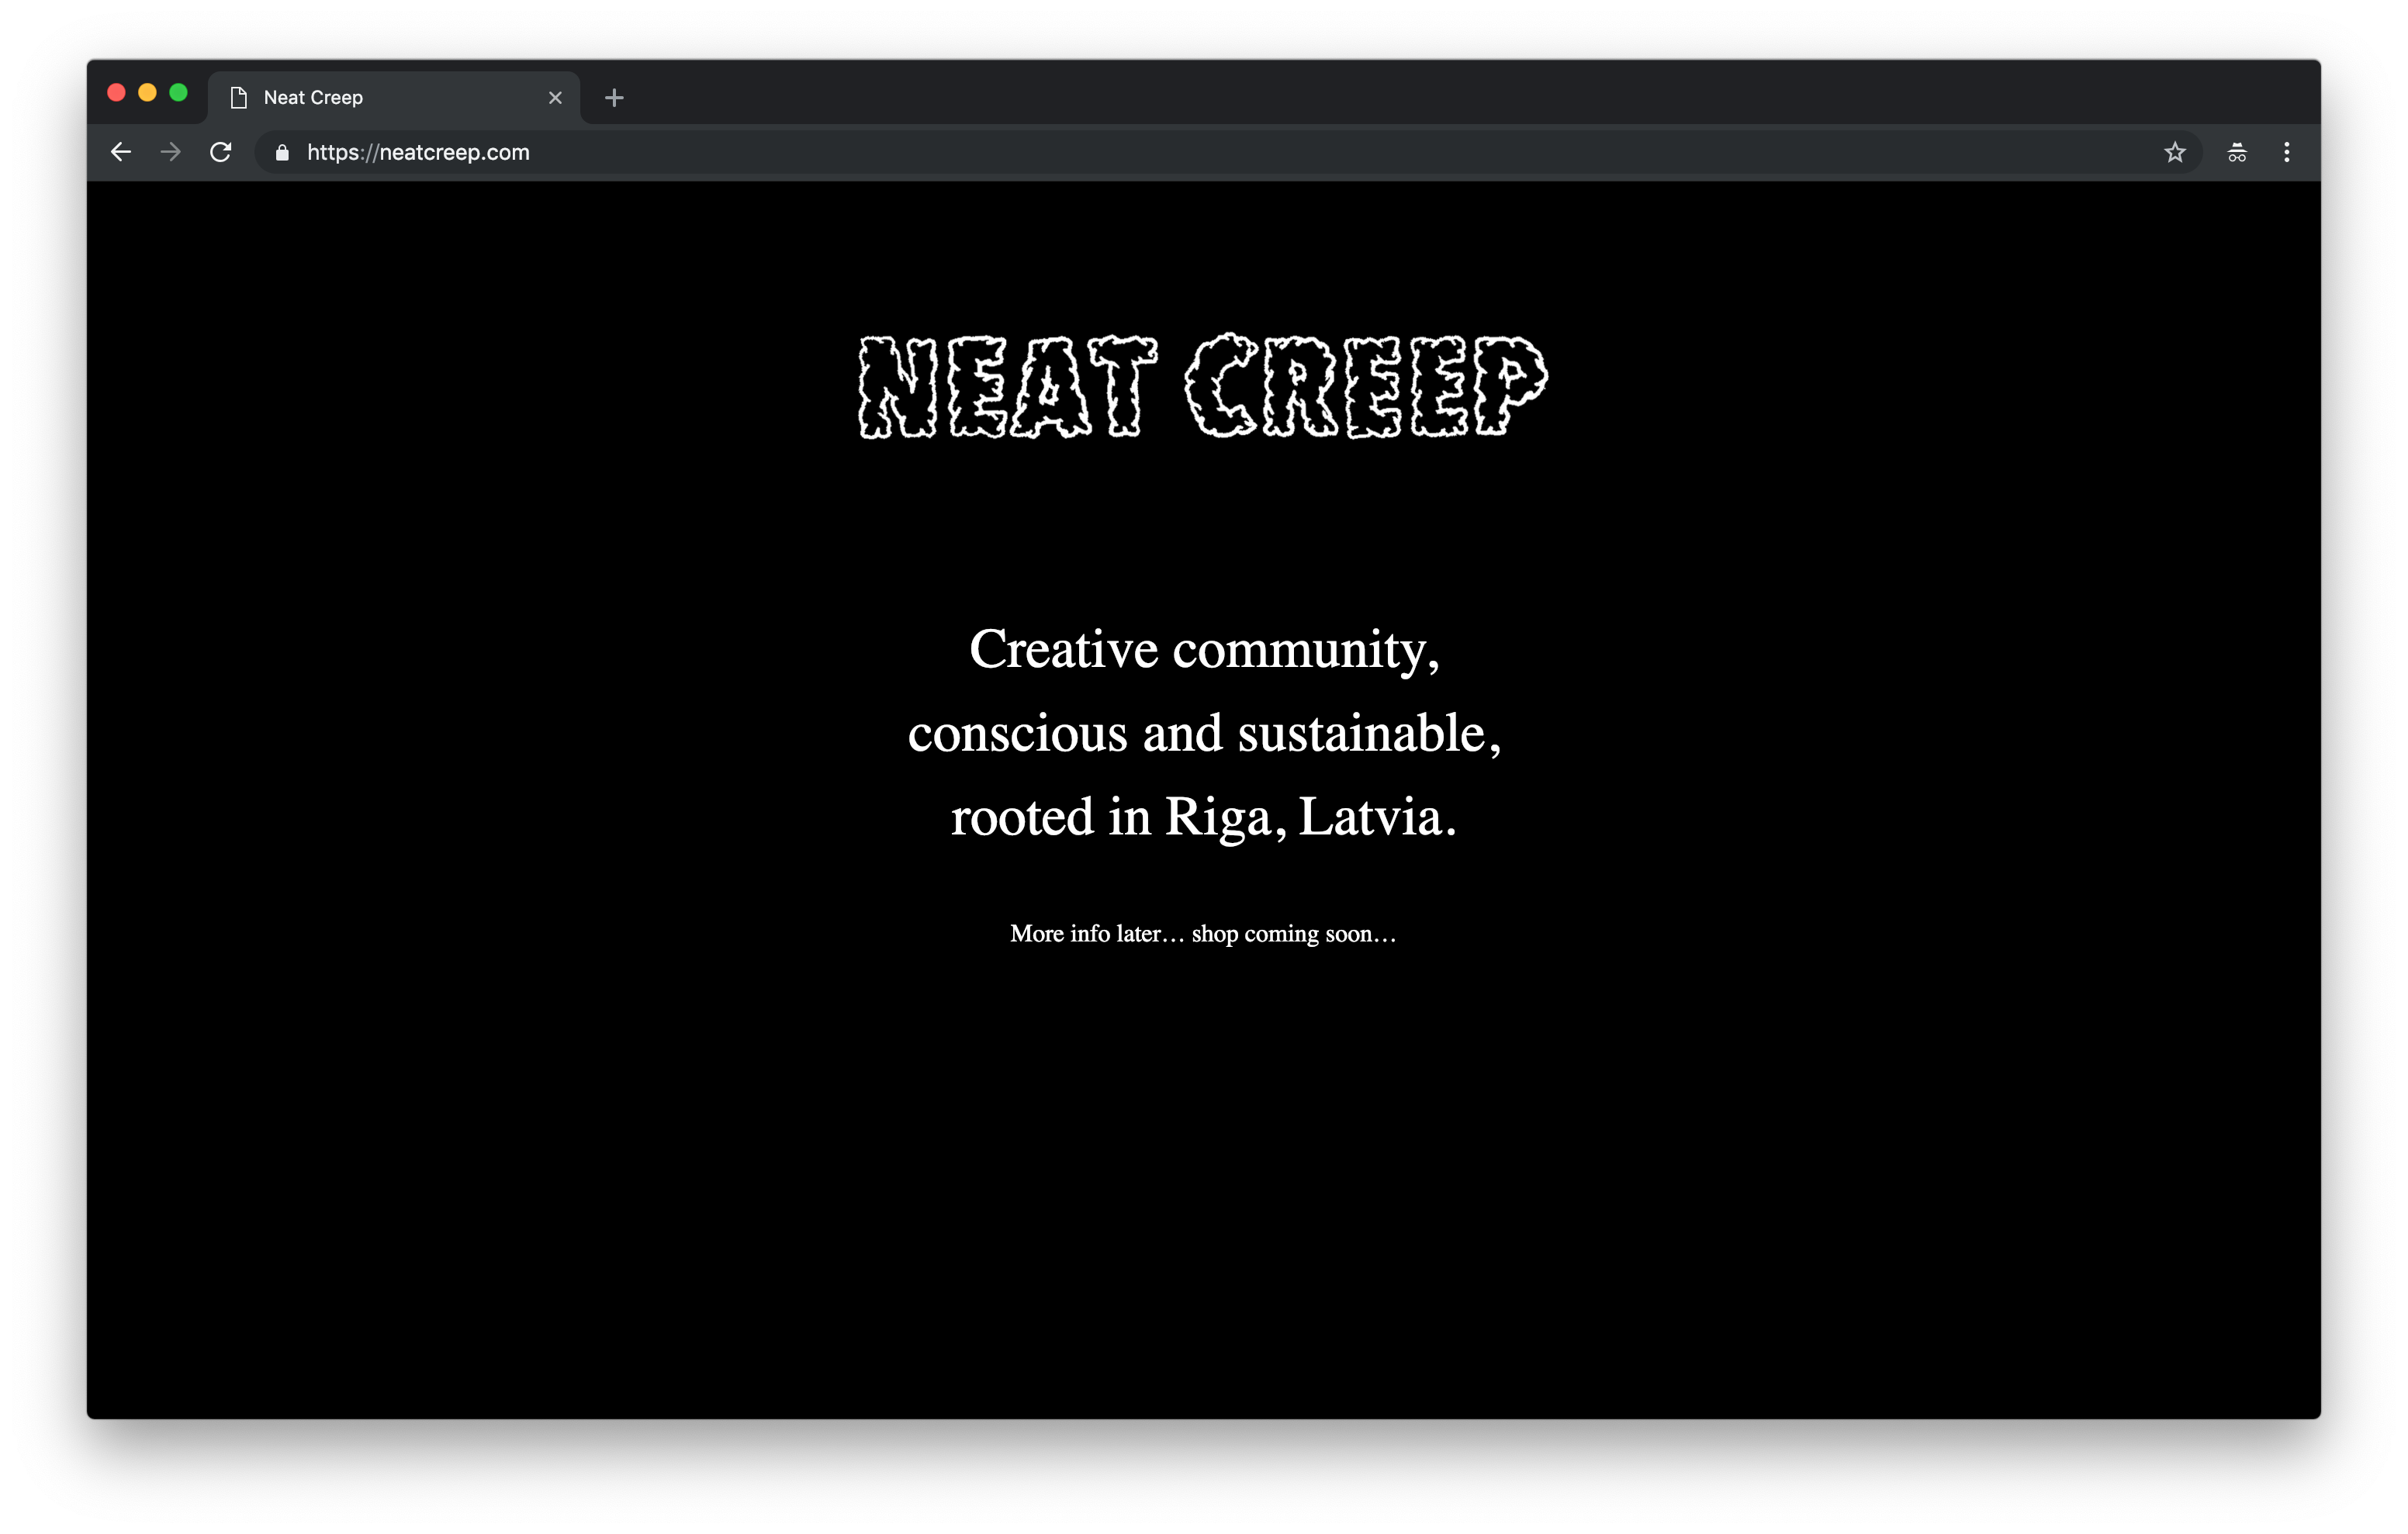 Neat Creep
https://neatcreep.com
NEAT CREEP
Creative community,
conscious and sustainable,
rooted in Riga, Latvia.
More info later... shop coming soon...